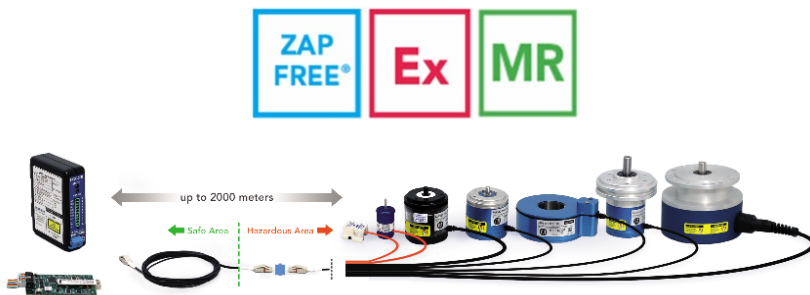 ZAP
FREE®
Ex
MR
up to 2000 meters
Safe Area
Hazardous Area